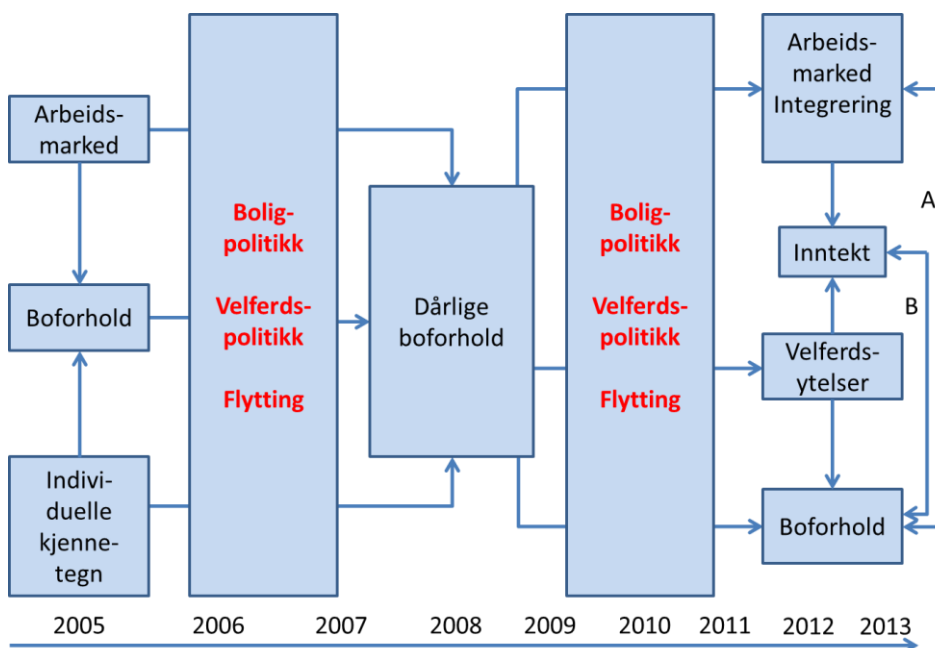 Arbeids-
marked
Boforhold
Indivi-
duelle
kjenne-
tegn
Bolig-
politikk
Velferds-
politikk
Flytting
Dårlige
boforhold
Bolig-
politikk
Velferds-
politikk
Flytting
Arbeids-
marked
Integrering
Inntekt
Velferds-
ytelser
Boforhold
A
B
2005 2006 2007 2008 2009 2010 2011 2012 2013